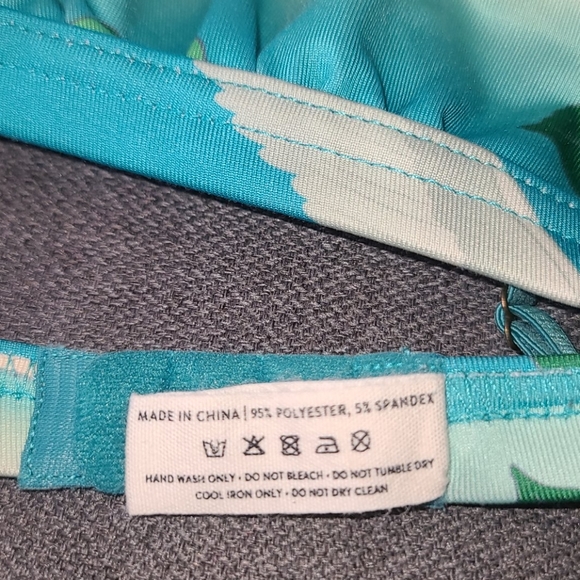 MADE IN CHINA | 95% POLYESTER, 5% SPANDEX
HAND WASH ONLY • DO NOT BLEACH • DO NOT TUMBLE DRY
COOL IRON ONLY • DO NOT DRY CLEAN